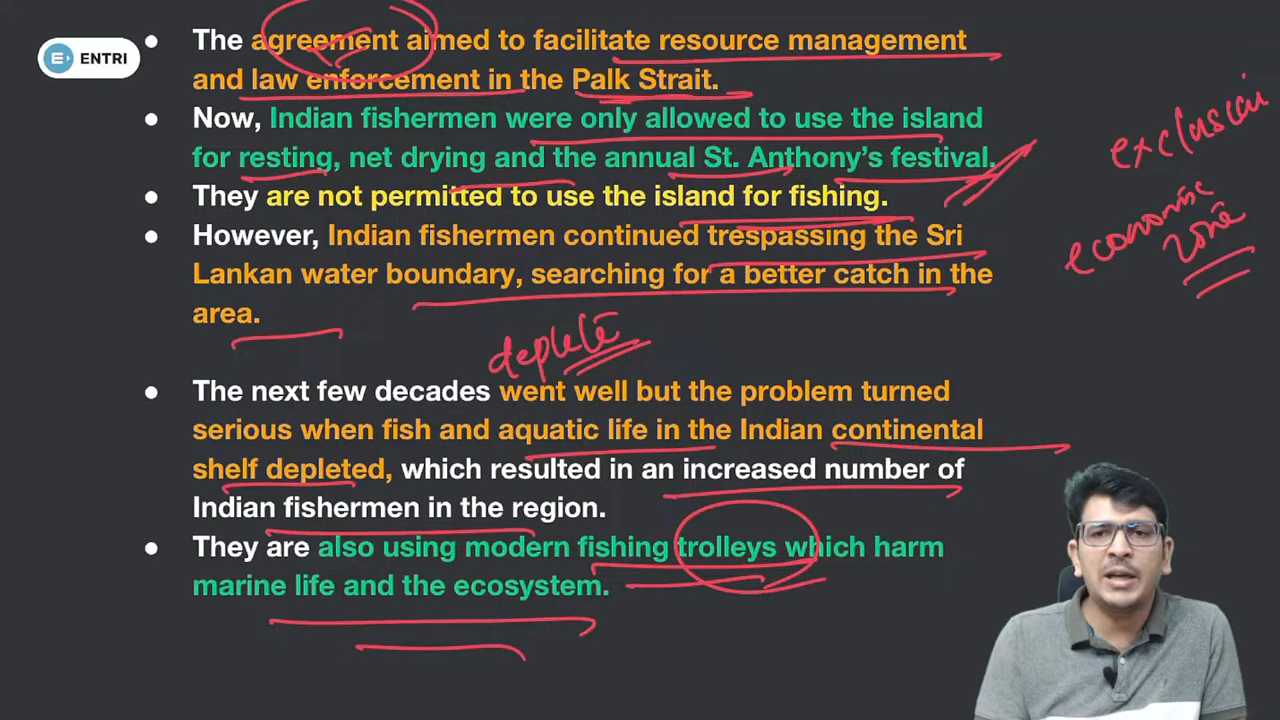 The agreement aimed to facilitate resource management
ENTRI
and law enforcement in the Palk Strait.
Now, Indian fishermen were only allowed to use the island
for resting, net drying and the annual St. Anthony's festival.
exclusion
They are not permitted to use the island for fishing.
economic
zone
However, Indian fishermen continued trespassing the Sri
Lankan water boundary, searching for a better catch in the
area.
deplete
The next few decades went well but the problem turned
serious when fish and aquatic life in the Indian continental
shelf depleted, which resulted in an increased number of
Indian fishermen in the region.
They are also using modern fishing trolleys which harm
marine life and the ecosystem.